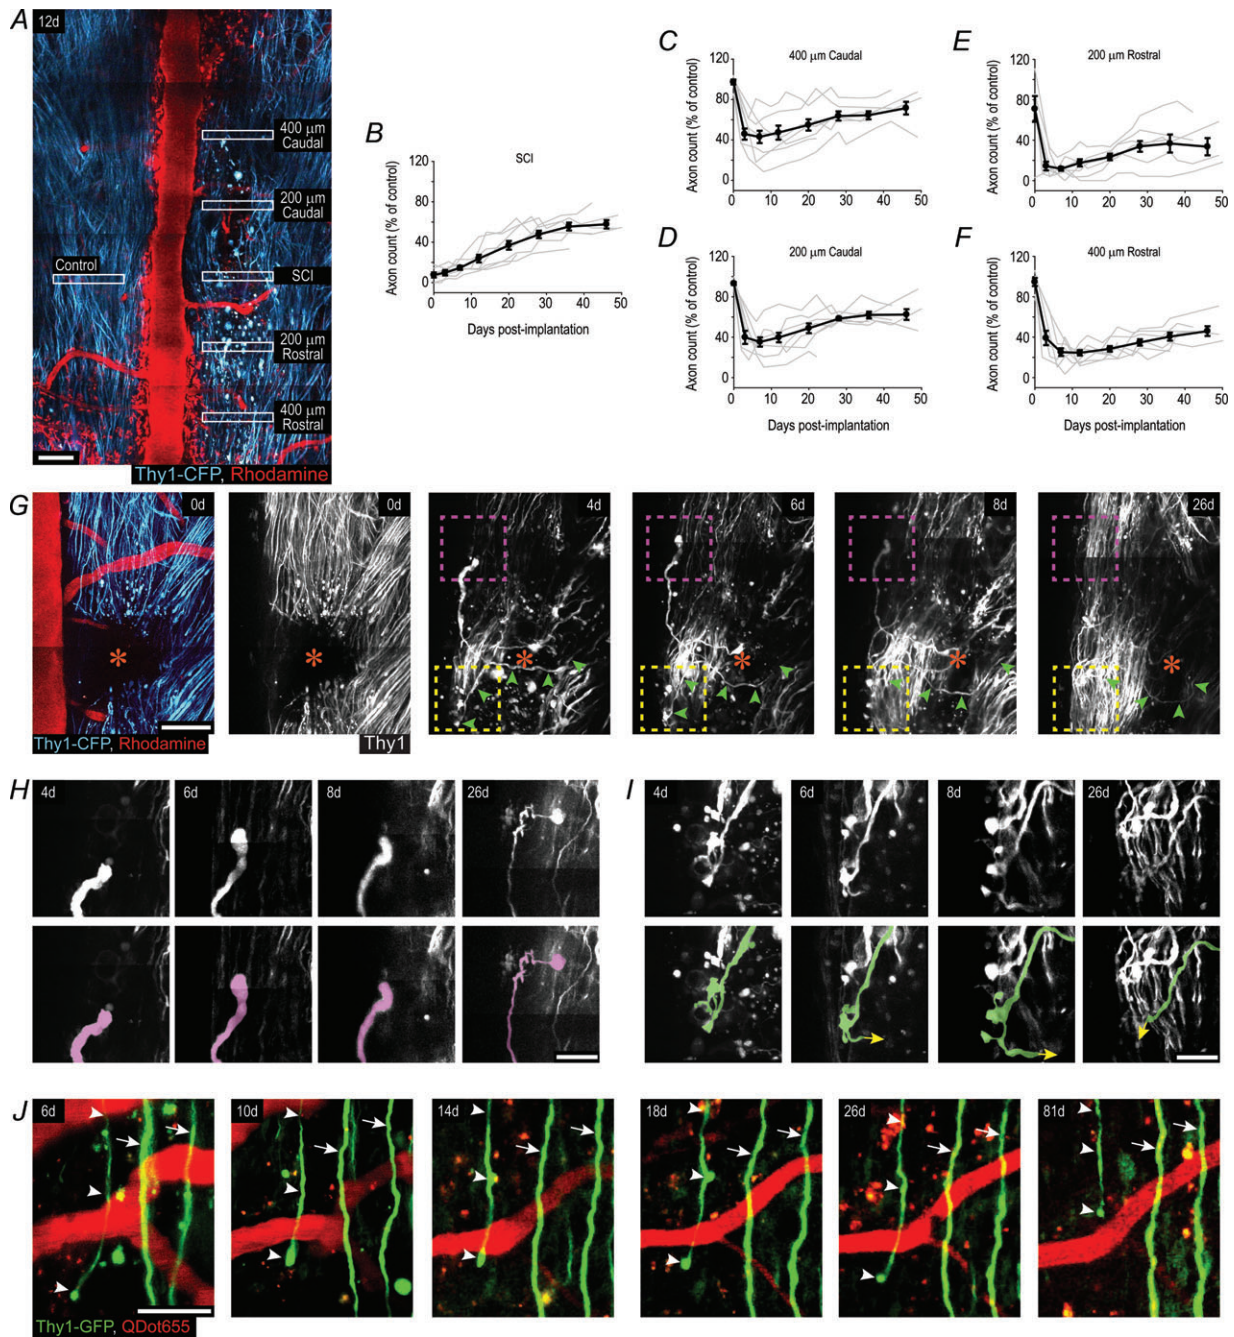 A
12d
400 μm
Caudal
200 μm
Caudal
Control
SCI
200 μm
Rostral
400 μm
Rostral
Thy1-CFP, Rhodamine
B
SCI
Axon count (% of control)
120
80
40
0
0 10 20 30 40 50
Days post-implantation
C
400 μm Caudal
Axon count (% of control)
120
80
40
0
0 10 20 30 40 50
D
200 μm Caudal
Axon count (% of control)
120
80
40
0
0 10 20 30 40 50
Days post-implantation
E
200 μm Rostral
Axon count (% of control)
120
80
40
0
0 10 20 30 40 50
F
400 μm Rostral
Axon count (% of control)
120
80
40
0
0 10 20 30 40 50
Days post-implantation
G
0d
0d
4d
6d
8d
26d
*
*
*
*
*
*
Thy1-CFP, Rhodamine
Thy1
H
4d
6d
8d
26d
I
4d
6d
8d
26d
J
6d
10d
14d
18d
26d
81d
Thy1-GFP, QDot655